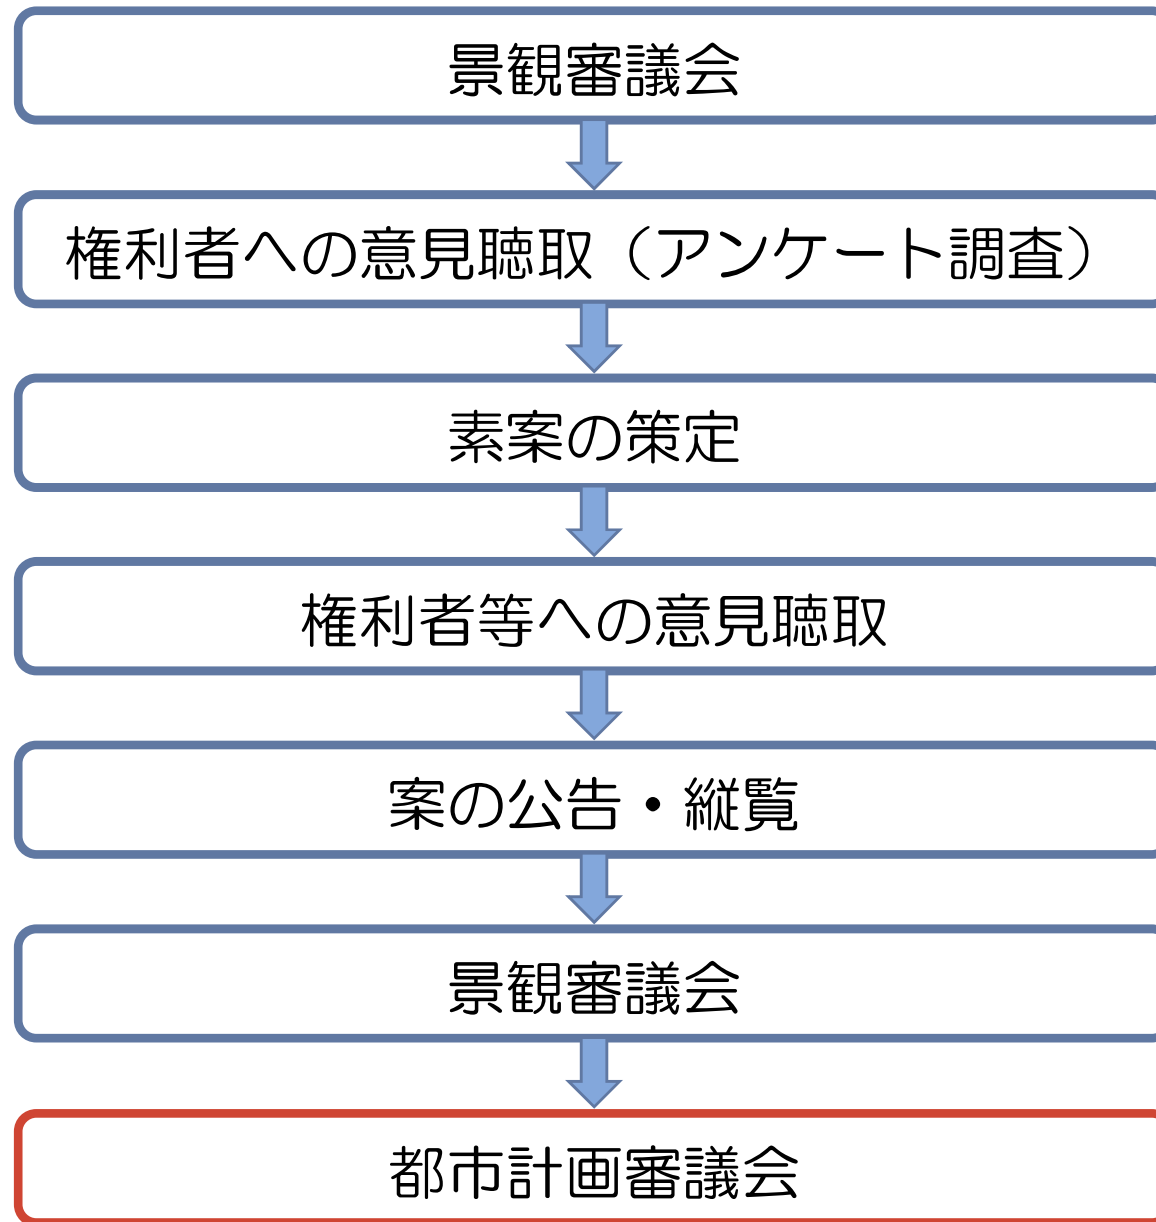 景観審議会
権利者への意見聴取（アンケート調査）
素案の策定
権利者等への意見聴取
案の公告・縦覧
景観審議会
都市計画審議会